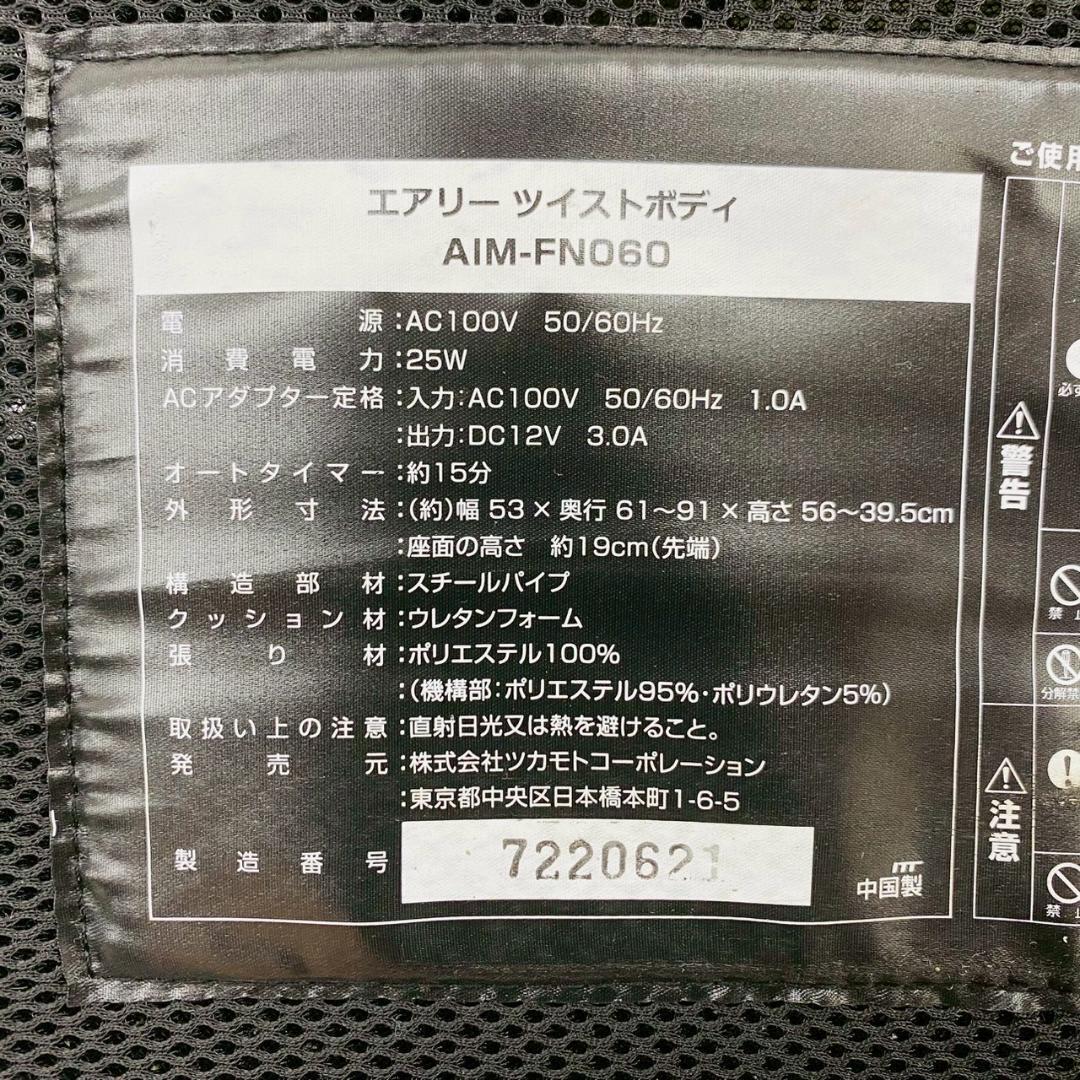 エアリー ツイストボディ
AIM-FN060
電源:AC100V 50/60Hz
消費電力:25W
ACアダプター定格:入力:AC100V 50/60Hz 1.0A
:出力:DC12V 3.0A
オートタイマー:約15分
外形寸法:(約)幅 53×奥行 61〜91×高さ 56〜39.5cm
:座面の高さ 約19cm(先端)
構造部材:スチールパイプ
クッション材:ウレタンフォーム
張り材:ポリエステル100%
:(機構部:ポリエステル95%・ポリウレタン5%)
取扱い上の注意:直射日光又は熱を避けること。
発売元:株式会社ツカモトコーポレーション
:東京都中央区日本橋本町1-6-5
製造番号 7220621
中国製
ご使用
警告
必ず
禁止
分解禁
注意
禁止